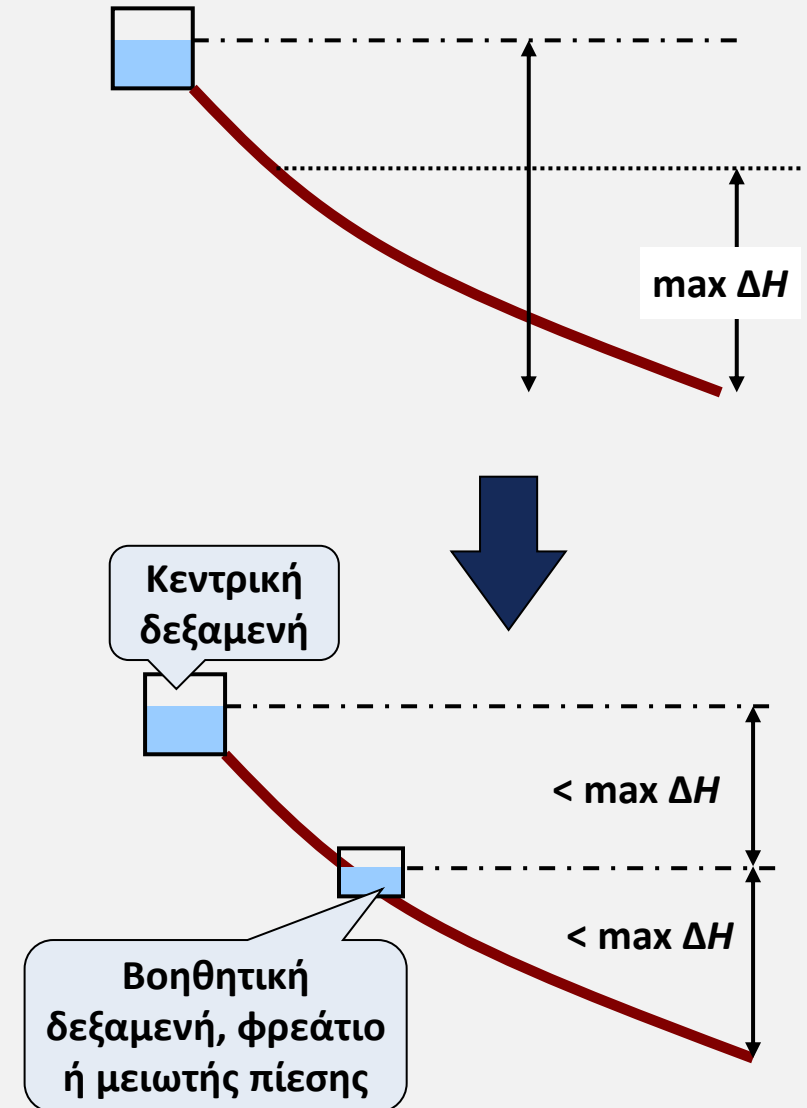 max ΔH
Κεντρική
δεξαμενή
< max ΔH
< max ΔH
Βοηθητική
δεξαμενή, φρεάτιο
ή μειωτής πίεσης